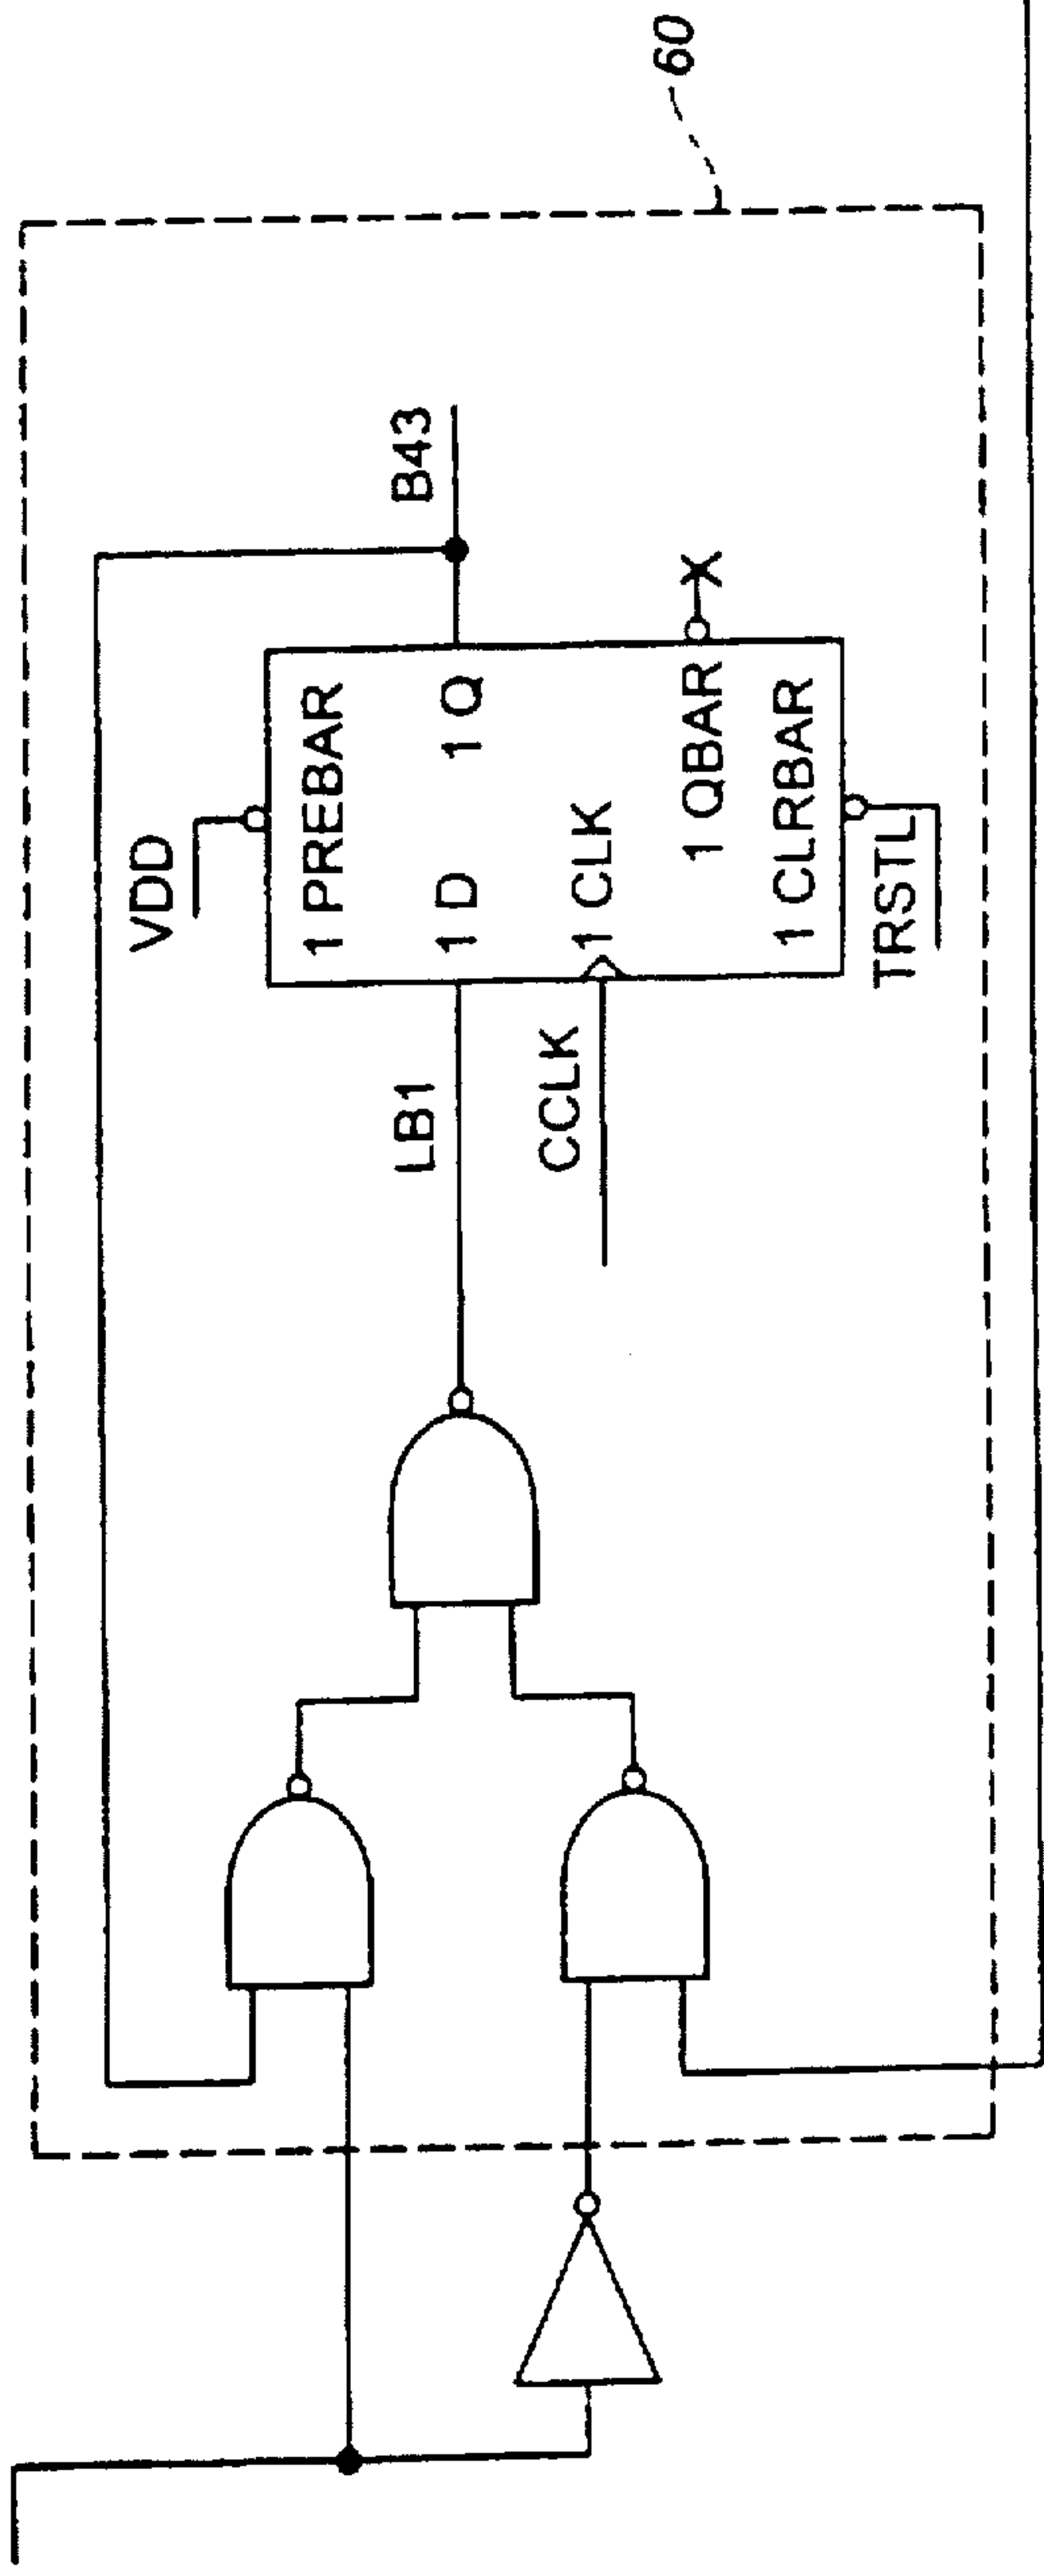 60
B43
VDD
1 PREBAR
1 D 1 Q
LB1
CCLK
1 CLK
1 QBAR
X
1 CLRBAR
TRSTL